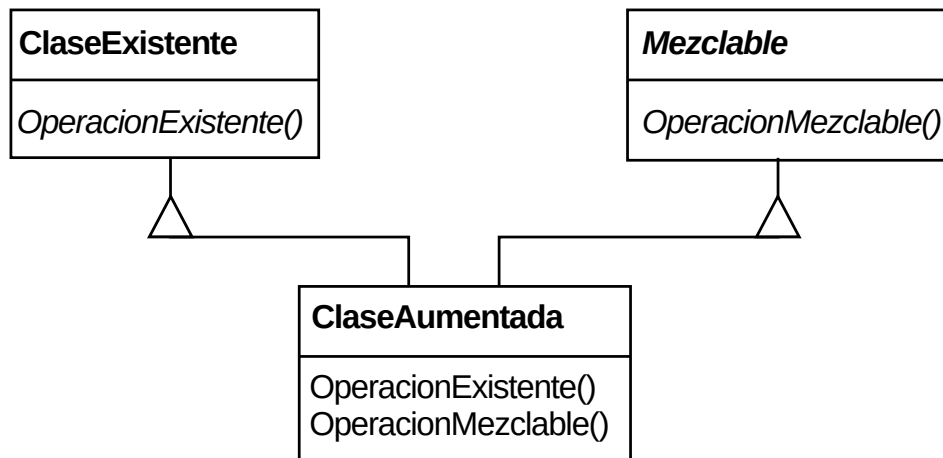 ClaseExistente
OperacionExistente()
Mezclable
OperacionMezclable()
ClaseAumentada
OperacionExistente()
OperacionMezclable()